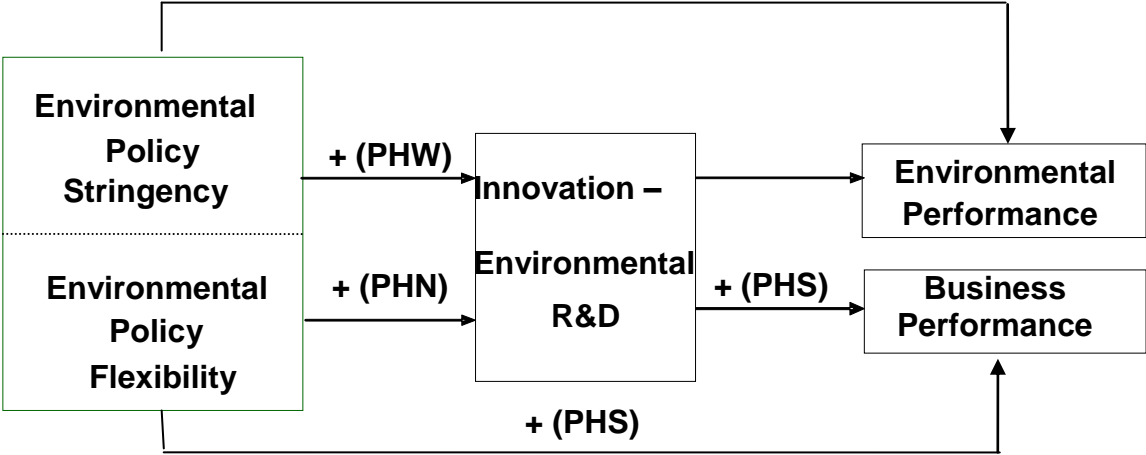 Environmental
Policy
Stringency
Environmental
Policy
Flexibility
+ (PHW)
+ (PHN)
Innovation –
Environmental
R&D
+ (PHS)
Environmental
Performance
Business
Performance
+ (PHS)